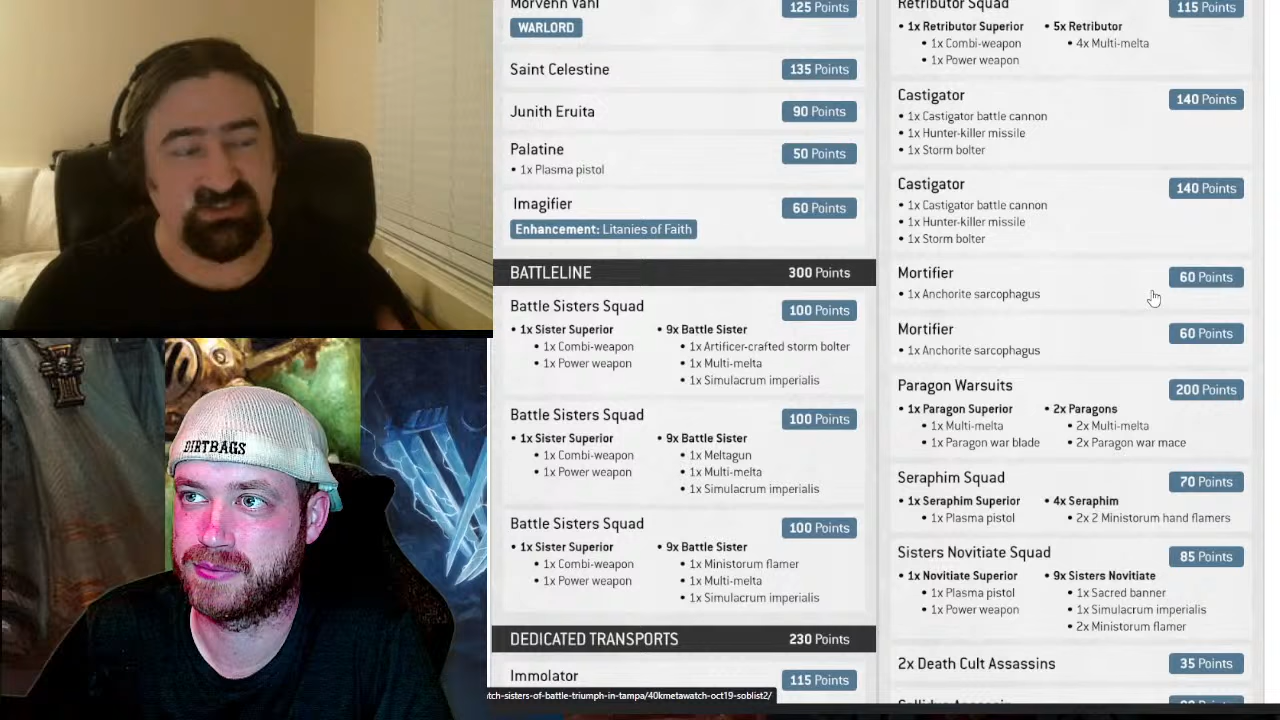 DIRTBAGS
Morvenn Vahl
125 Points
WARLORD
Saint Celestine
135 Points
Junith Eruita
90 Points
Palatine
50 Points
• 1x Plasma pistol
Imagifier
60 Points
Enhancement: Litanies of Faith
BATTLELINE
300 Points
Battle Sisters Squad
100 Points
• 1x Sister Superior
• 1x Combi-weapon
• 1x Power weapon
• 9x Battle Sister
• 1x Artificer-crafted storm bolter
• 1x Multi-melta
• 1x Simulacrum imperialis
Battle Sisters Squad
100 Points
• 1x Sister Superior
• 1x Combi-weapon
• 1x Power weapon
• 9x Battle Sister
• 1x Meltagun
• 1x Multi-melta
• 1x Simulacrum imperialis
Battle Sisters Squad
100 Points
• 1x Sister Superior
• 1x Combi-weapon
• 1x Power weapon
• 9x Battle Sister
• 1x Ministorum flamer
• 1x Multi-melta
• 1x Simulacrum imperialis
DEDICATED TRANSPORTS
230 Points
Immolator
115 Points
tch-sisters-of-battle-triumph-in-tampa/40kmetawatch-oct19-soblist2/
Retributor Squad
115 Points
• 1x Retributor Superior
• 1x Combi-weapon
• 1x Power weapon
• 5x Retributor
• 4x Multi-melta
Castigator
140 Points
• 1x Castigator battle cannon
• 1x Hunter-killer missile
• 1x Storm bolter
Castigator
140 Points
• 1x Castigator battle cannon
• 1x Hunter-killer missile
• 1x Storm bolter
Mortifier
60 Points
• 1x Anchorite sarcophagus
Mortifier
60 Points
• 1x Anchorite sarcophagus
Paragon Warsuits
200 Points
• 1x Paragon Superior
• 1x Multi-melta
• 1x Paragon war blade
• 2x Paragons
• 2x Multi-melta
• 2x Paragon war mace
Seraphim Squad
70 Points
• 1x Seraphim Superior
• 1x Plasma pistol
• 4x Seraphim
• 2x 2 Ministorum hand flamers
Sisters Novitiate Squad
85 Points
• 1x Novitiate Superior
• 1x Plasma pistol
• 1x Power weapon
• 9x Sisters Novitiate
• 1x Sacred banner
• 1x Simulacrum imperialis
• 2x Ministorum flamer
2x Death Cult Assassins
35 Points